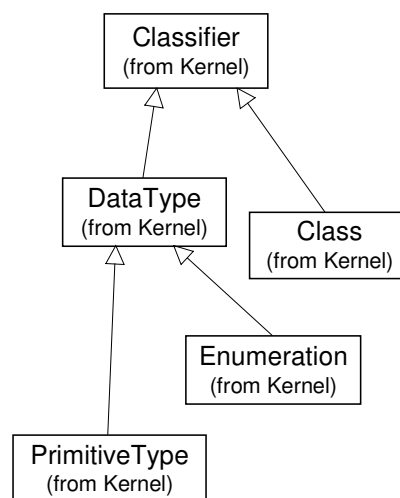 Classifier
(from Kernel)
DataType
(from Kernel)
Class
(from Kernel)
Enumeration
(from Kernel)
PrimitiveType
(from Kernel)